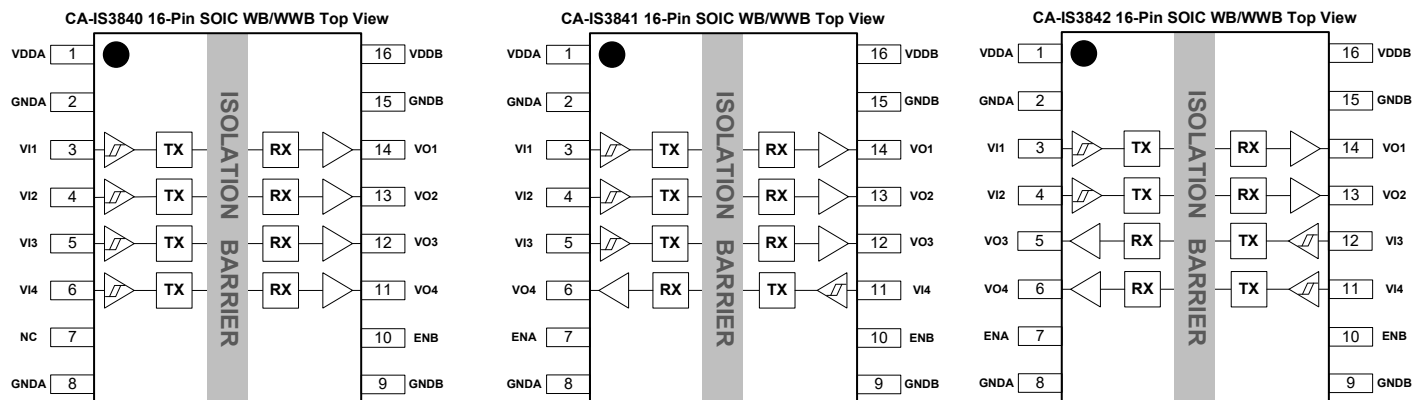 CA-IS3840 16-Pin SOIC WB/WWB Top View
VDDA 1 16 VDDB
GNDA 2 15 GNDB
VI1 3 TX RX 14 VO1
VI2 4 TX RX 13 VO2
VI3 5 TX RX 12 VO3
VI4 6 TX RX 11 VO4
NC 7 10 ENB
GNDA 8 9 GNDB
ISOLATION BARRIER
CA-IS3841 16-Pin SOIC WB/WWB Top View
VDDA 1 16 VDDB
GNDA 2 15 GNDB
VI1 3 TX RX 14 VO1
VI2 4 TX RX 13 VO2
VI3 5 TX RX 12 VO3
VO4 6 RX TX 11 VI4
ENA 7 10 ENB
GNDA 8 9 GNDB
ISOLATION BARRIER
CA-IS3842 16-Pin SOIC WB/WWB Top View
VDDA 1 16 VDDB
GNDA 2 15 GNDB
VI1 3 TX RX 14 VO1
VI2 4 TX RX 13 VO2
VO3 5 RX TX 12 VI3
VO4 6 RX TX 11 VI4
ENA 7 10 ENB
GNDA 8 9 GNDB
ISOLATION BARRIER